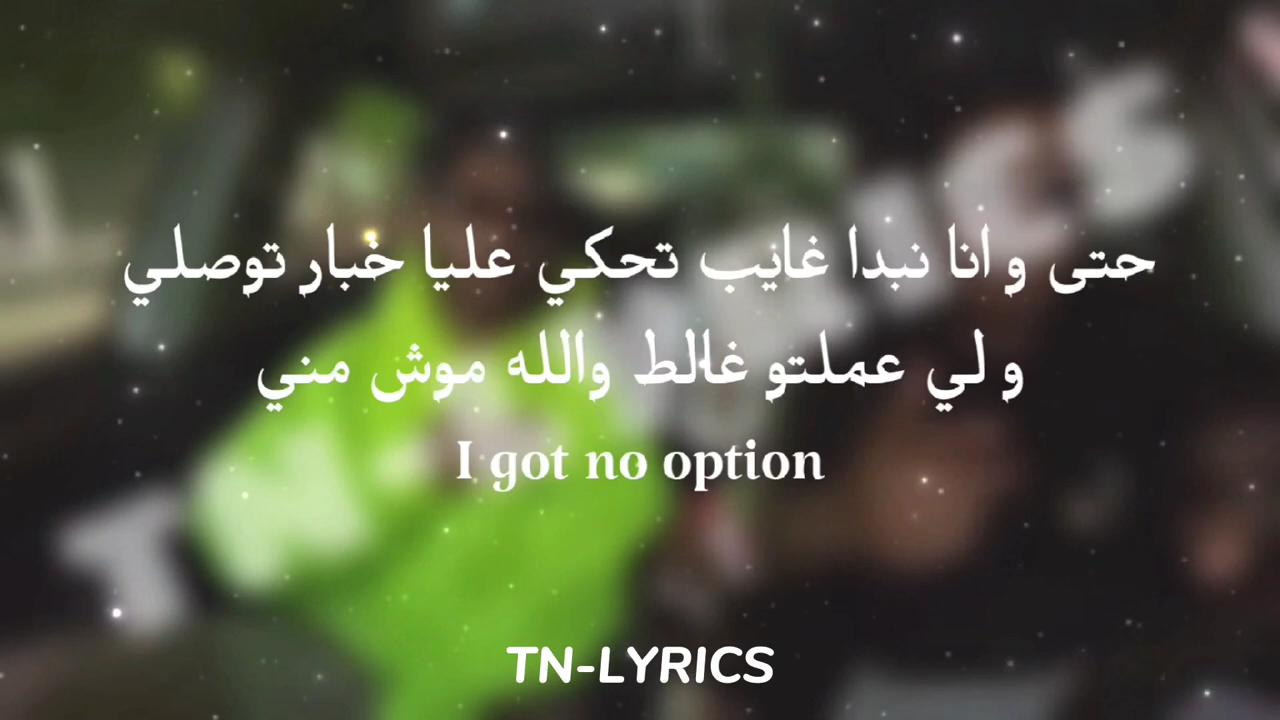 حتى و انا نبدا غايب تحكي عليا خبار توصلي
و لي عملتو غالط والله موش مني
I got no option
TN-LYRICS